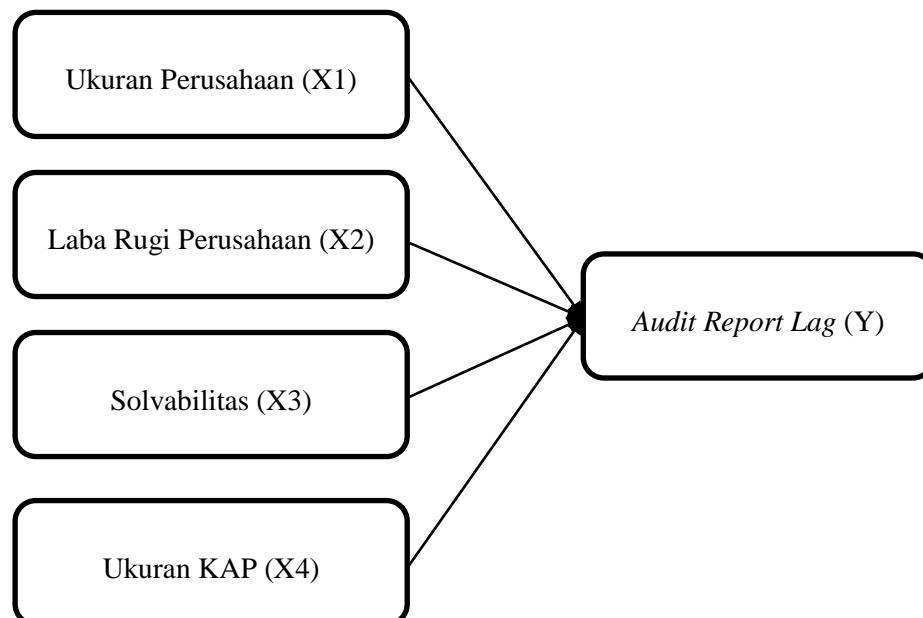 Ukuran Perusahaan (X1)
Laba Rugi Perusahaan (X2)
Audit Report Lag (Y)
Solvabilitas (X3)
Ukuran KAP (X4)